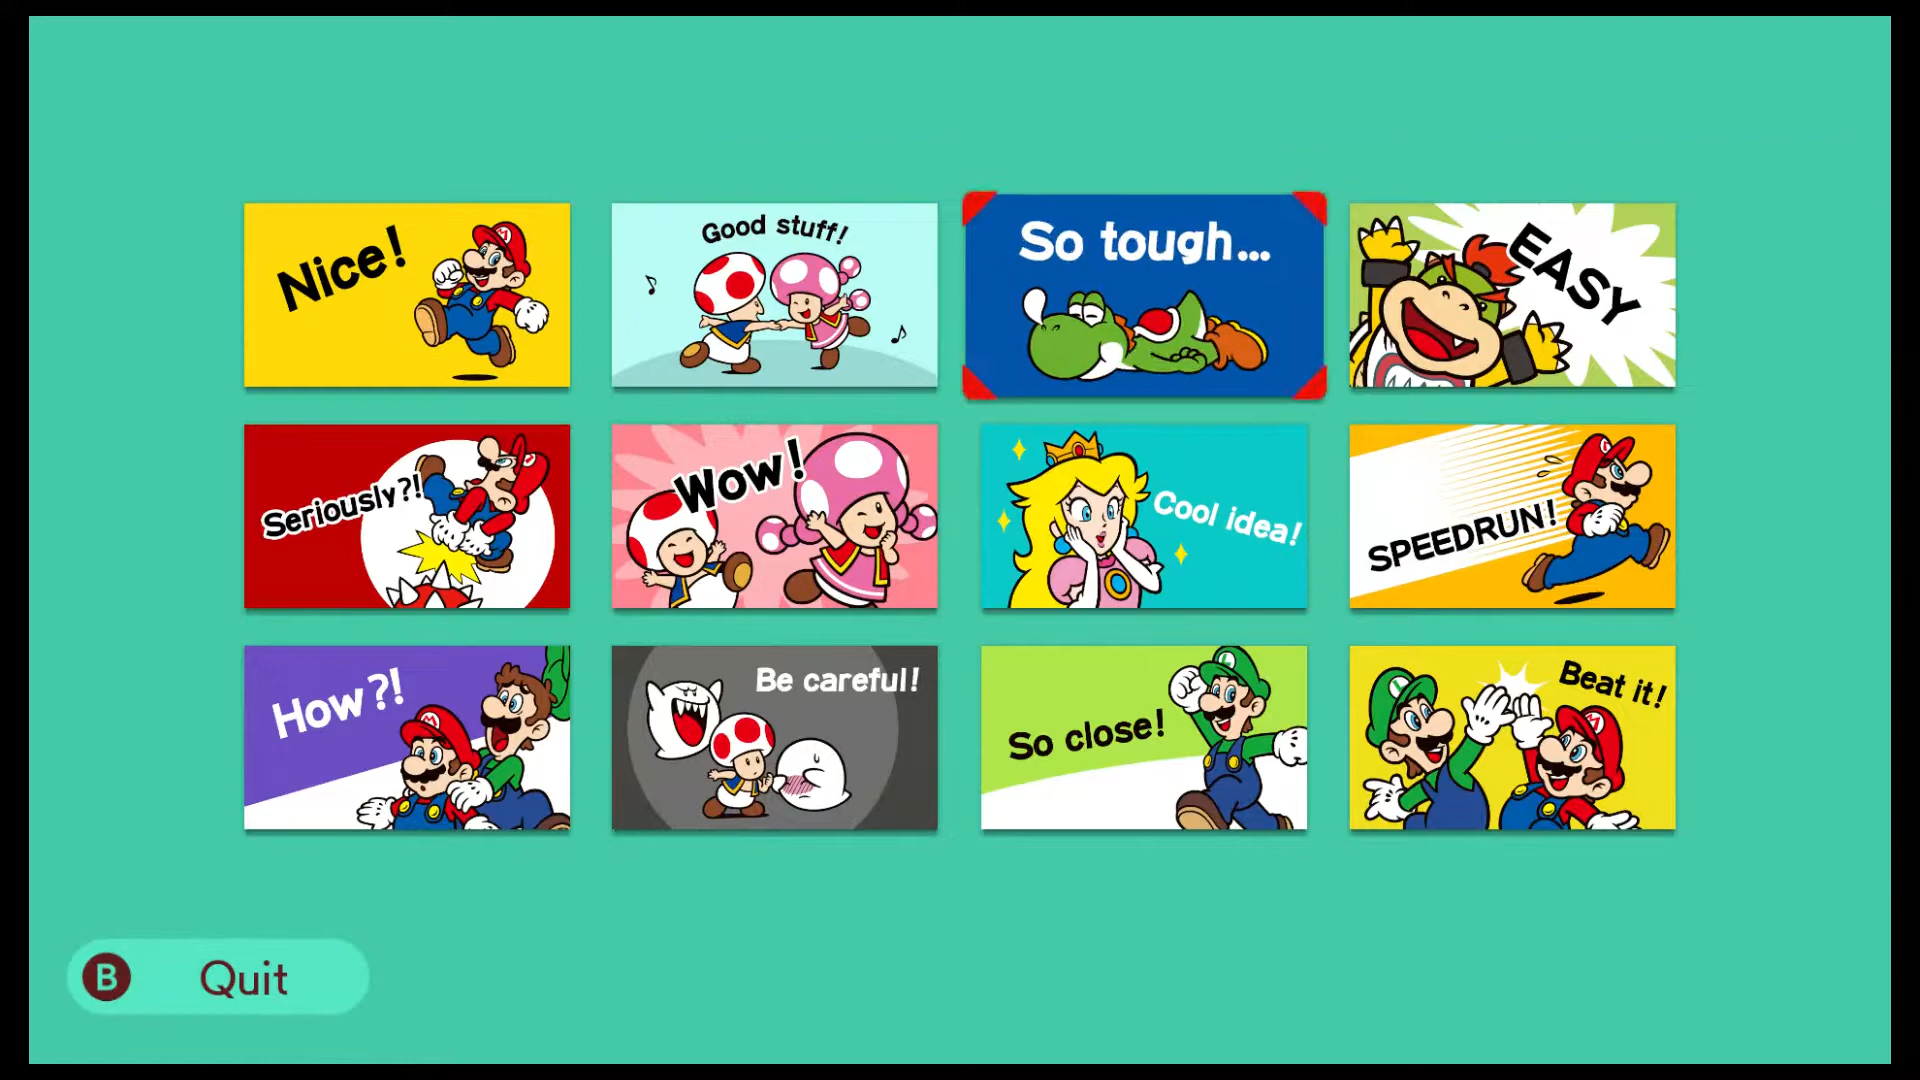 Nice!
Good stuff!
So tough...
EASY
Seriously?!
Wow!
Cool idea!
SPEEDRUN!
How?!
Be careful!
So close!
Beat it!
B Quit